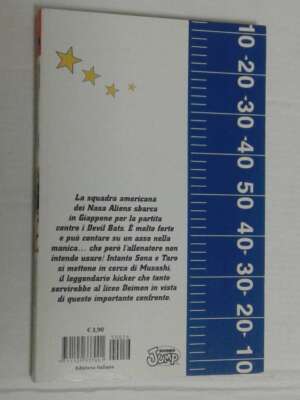 10 -20 -30 -40 50 40 -30 -20 -10
La squadra americana
dei Nasa Aliens sbarca
in Giappone per la partita
contro i Devil Bats. È molto forte
e può contare su un asso nella
manica... che però l'allenatore non
intende usare! Intanto Sena e Taro
si mettono in cerca di Musashi,
il leggendario kicker che tanto
servirebbe al liceo Deimon in vista
di questo importante confronto.
€ 3,90
Edizione italiana
JUMP